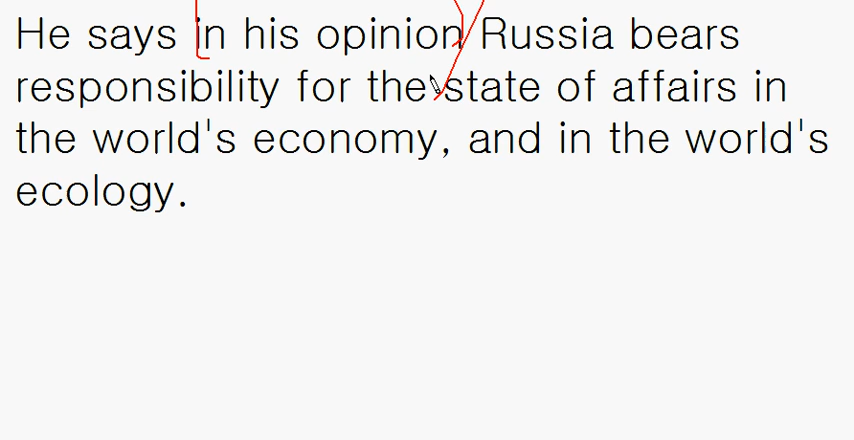 He says in his opinion Russia bears
responsibility for the state of affairs in
the world's economy, and in the world's
ecology.